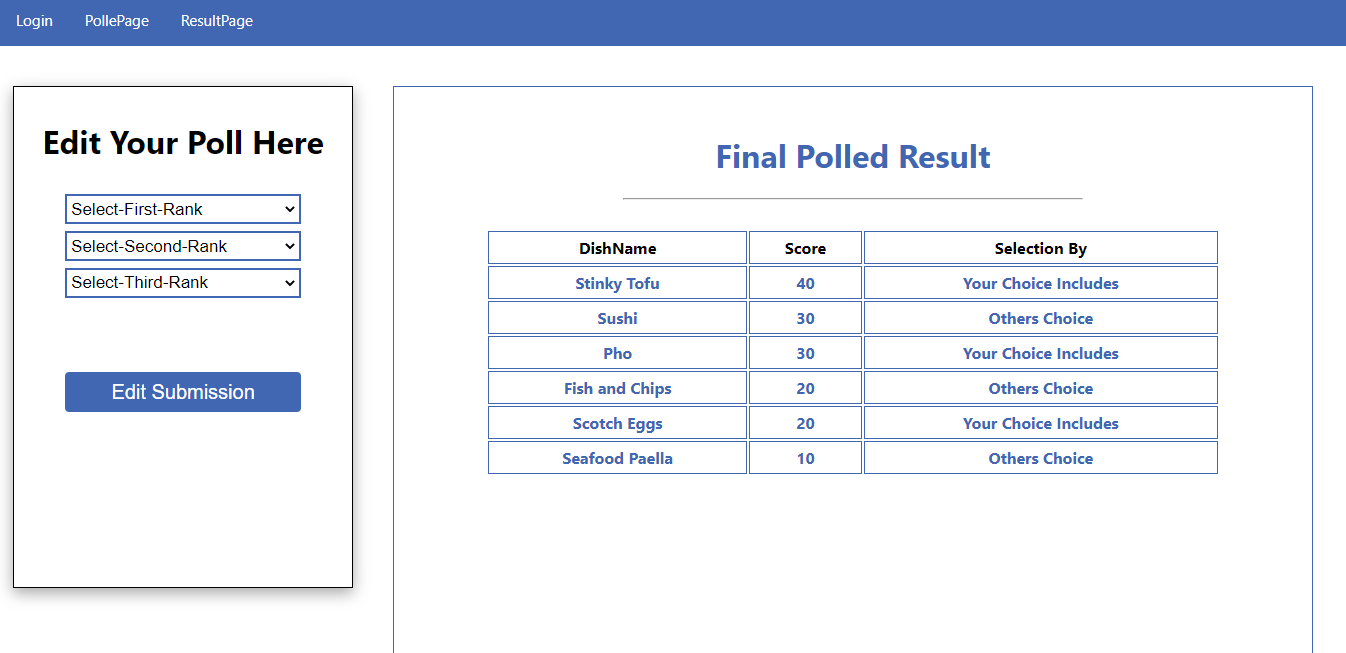 Login PollePage ResultPage
Edit Your Poll Here
Select-First-Rank
Select-Second-Rank
Select-Third-Rank
Edit Submission
Final Polled Result
DishName Score Selection By
Stinky Tofu 40 Your Choice Includes
Sushi 30 Others Choice
Pho 30 Your Choice Includes
Fish and Chips 20 Others Choice
Scotch Eggs 20 Your Choice Includes
Seafood Paella 10 Others Choice